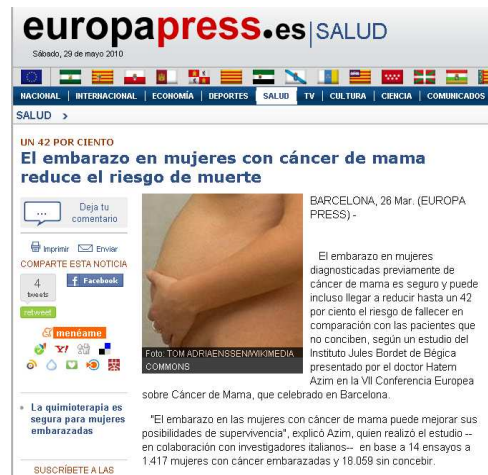 europapress.es|SALUD
Sábado, 29 de mayo 2010
NACIONAL | INTERNACIONAL | ECONOMÍA | DEPORTES | SALUD | TV | CULTURA | CIENCIA | COMUNICADOS
SALUD >
UN 42 POR CIENTO
El embarazo en mujeres con cáncer de mama
reduce el riesgo de muerte
...
Deja tu
comentario
Imprimir Enviar
COMPARTE ESTA NOTICIA
4
tweets
retweet
Facebook
menéame
Y!
Foto: TOM ADRIAENSSEN/WIKIMEDIA
COMMONS
BARCELONA, 26 Mar. (EUROPA
PRESS) -
El embarazo en mujeres
diagnosticadas previamente de
cáncer de mama es seguro y puede
incluso llegar a reducir hasta un 42
por ciento el riesgo de fallecer en
comparación con las pacientes que
no conciben, según un estudio del
Instituto Jules Bordet de Bégica
presentado por el doctor Hatem
Azim en la VII Conferencia Europea
sobre Cáncer de Mama, que celebrado en Barcelona.
"El embarazo en las mujeres con cáncer de mama puede mejorar sus
posibilidades de supervivencia", explicó Azim, quien realizó el estudio --
en colaboración con investigadores italianos-- en base a 14 ensayos a
1.417 mujeres con cáncer embarazadas y 18.059 sin concebir.
La quimioterapia es
segura para mujeres
embarazadas
SUSCRÍBETE A LAS